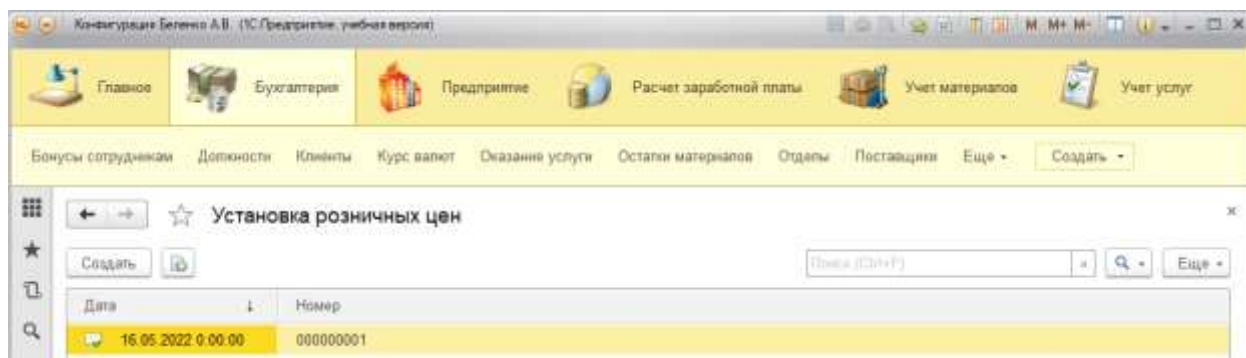 Конфигурация Беленко А.В. (1С:Предприятие, учебная версия)
M M+ M-
Главное Бухгалтерия Предприятие Расчет заработной платы Учет материалов Учет услуг
Бонусы сотрудникам Должности Клиенты Курс валют Оказание услуги Остатки материалов Отделы Поставщики Еще Создать
Установка розничных цен
Создать Поиск (Ctrl+F) Еще
Дата Номер
16.05.2022 0:00:00 000000001